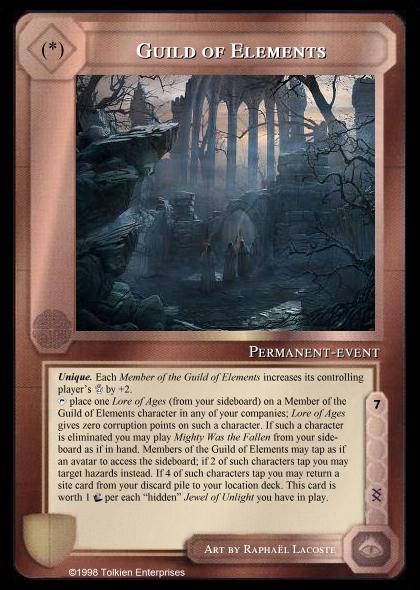 (*)
GUILD OF ELEMENTS
PERMANENT-EVENT
Unique. Each Member of the Guild of Elements increases its controlling
player's by +2.
place one Lore of Ages (from your sideboard) on a Member of the
Guild of Elements character in any of your companies; Lore of Ages
gives zero corruption points on such a character. If such a character
is eliminated you may play Mighty Was the Fallen from your side-
board as if in hand. Members of the Guild of Elements may tap as if
an avatar to access the sideboard; if 2 of such characters tap you may
target hazards instead. If 4 of such characters tap you may return a
site card from your discard pile to your location deck. This card is
worth 1 per each “hidden” Jewel of Unlight you have in play.
7
ART BY RAPHAËL LACOSTE
©1998 Tolkien Enterprises